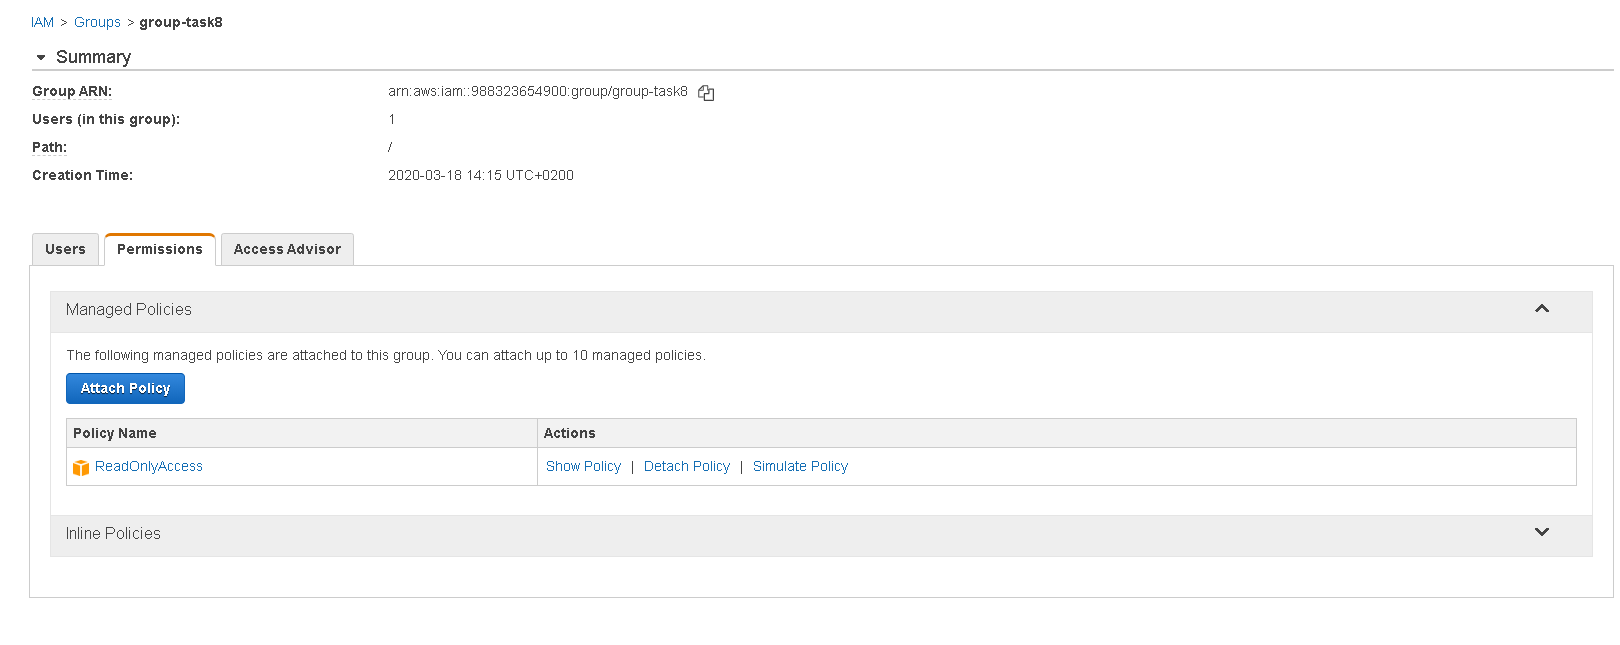 IAM > Groups > group-task8
Summary
Group ARN: arn:aws:iam::988323654900:group/group-task8
Users (in this group): 1
Path: /
Creation Time: 2020-03-18 14:15 UTC+0200
Users Permissions Access Advisor
Managed Policies
The following managed policies are attached to this group. You can attach up to 10 managed policies.
Attach Policy
Policy Name Actions
ReadOnlyAccess Show Policy | Detach Policy | Simulate Policy
Inline Policies